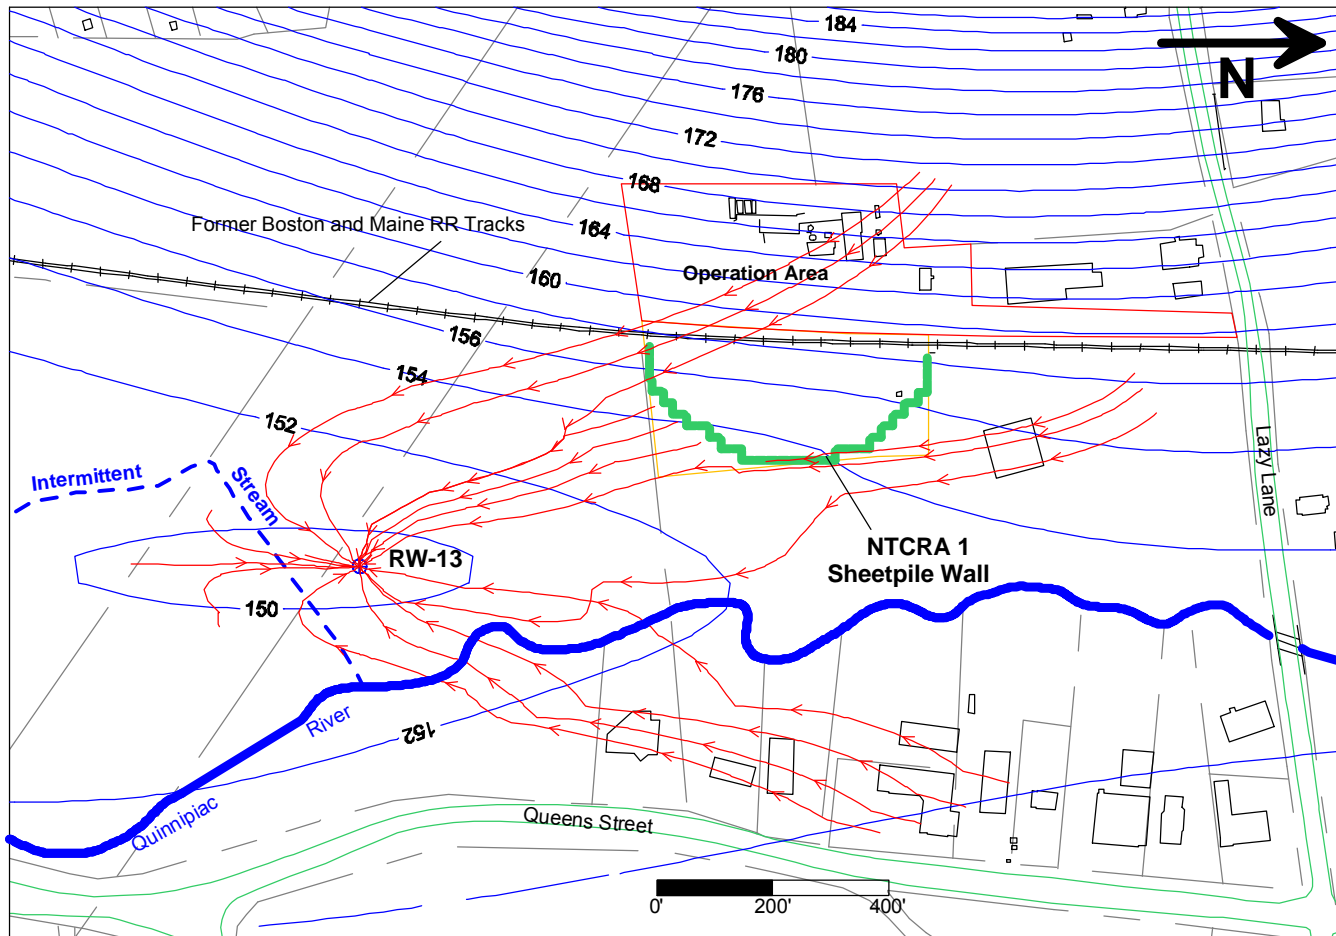 184
180
N
176
172
168
Former Boston and Maine RR Tracks
164
Operation Area
160
156
154
152
Lazy Lane
Intermittent
Stream
NTCRA 1
Sheetpile Wall
RW-13
150
River
152
Quinnipiac
Queens Street
0'
200'
400'